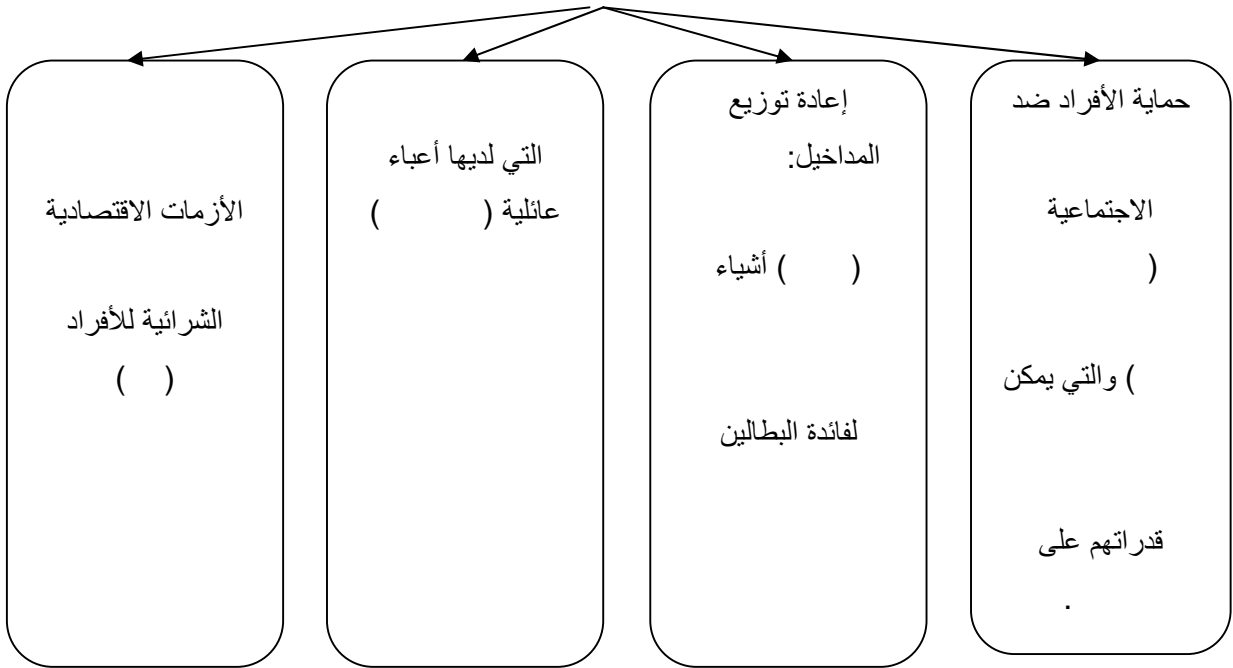 حماية الأفراد ضد
الاجتماعية
(
) والتي يمكن
قدراتهم على
.
إعادة توزيع
المداخيل:
( ) أشياء
لفائدة البطالين
التي لديها أعباء
عائلية ( )
الأزمات الاقتصادية
الشرائية للأفراد
( )